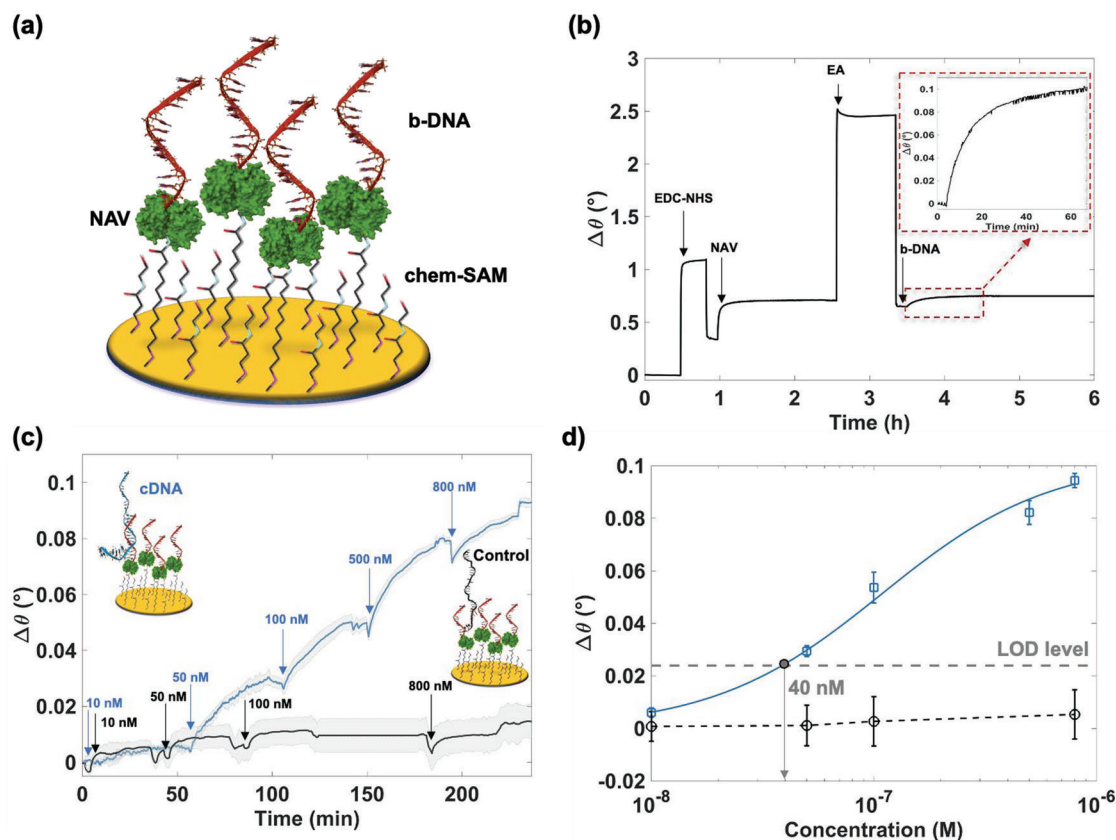 (a)
b-DNA
NAV
chem-SAM
(b)
3
2.5
2
1.5
1
0.5
0
Δθ (°)
EDC-NHS
NAV
EA
b-DNA
0 1 2 3 4 5 6
Time (h)
0.1
0.08
0.06
0.04
0.02
0
Δθ (°)
0 20 40 60
Time (min)
(c)
0.1
0.08
0.06
0.04
0.02
0
Δθ (°)
cDNA
Control
10 nM
10 nM
50 nM
50 nM
100 nM
100 nM
500 nM
800 nM
800 nM
0 50 100 150 200
Time (min)
d)
0.1
0.08
0.06
0.04
0.02
0
-0.02
Δθ (°)
LOD level
40 nM
10-8 10-7 10-6
Concentration (M)